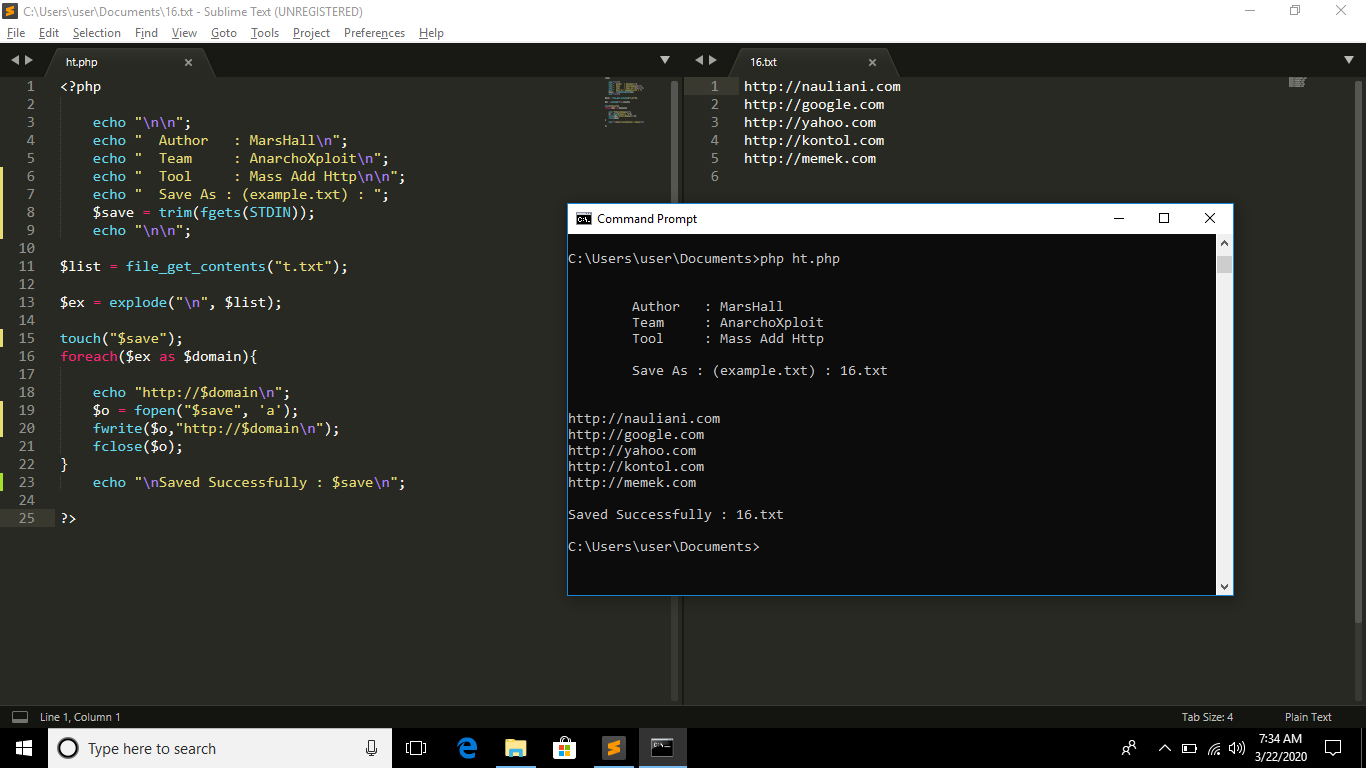 C:\Users\user\Documents\16.txt - Sublime Text (UNREGISTERED)
File Edit Selection Find View Goto Tools Project Preferences Help
ht.php
1 <?php
2
3 echo "\n\n";
4 echo "  Author   : MarsHall\n";
5 echo "  Team     : AnarchoXploit\n";
6 echo "  Tool     : Mass Add Http\n\n";
7 echo "  Save As : (example.txt) : ";
8 $save = trim(fgets(STDIN));
9 echo "\n\n";
10
11 $list = file_get_contents("t.txt");
12
13 $ex = explode("\n", $list);
14
15 touch("$save");
16 foreach($ex as $domain){
17
18 echo "http://$domain\n";
19 $o = fopen("$save", 'a');
20 fwrite($o,"http://$domain\n");
21 fclose($o);
22 }
23 echo "\nSaved Successfully : $save\n";
24
25 ?>
16.txt
1 http://nauliani.com
2 http://google.com
3 http://yahoo.com
4 http://kontol.com
5 http://memek.com
6
Command Prompt
C:\Users\user\Documents>php ht.php
Author   : MarsHall
Team     : AnarchoXploit
Tool     : Mass Add Http
Save As : (example.txt) : 16.txt
http://nauliani.com
http://google.com
http://yahoo.com
http://kontol.com
http://memek.com
Saved Successfully : 16.txt
C:\Users\user\Documents>
Line 1, Column 1
Tab Size: 4
Plain Text
Type here to search
7:34 AM
3/22/2020